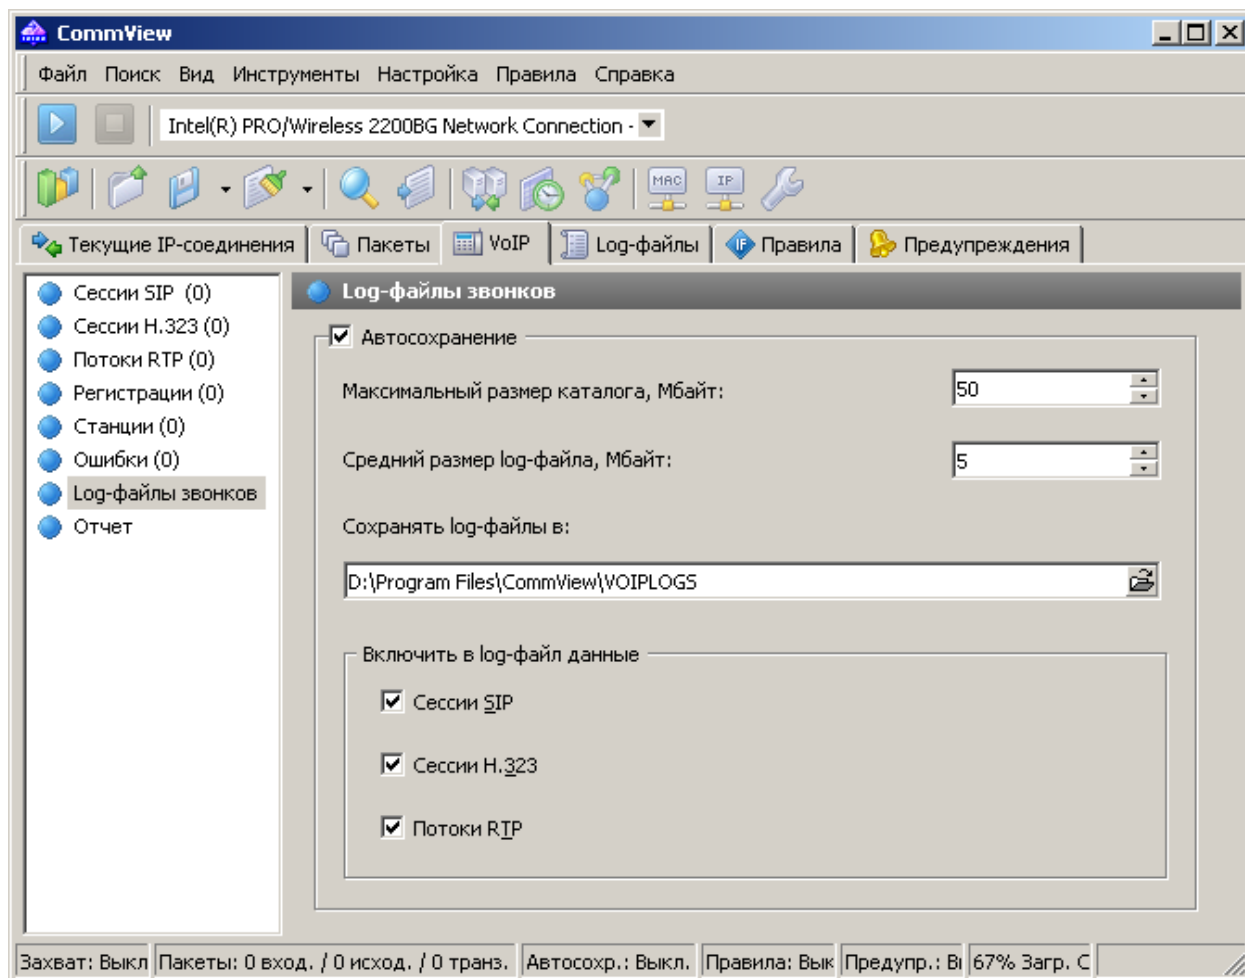 CommView
Файл Поиск Вид Инструменты Настройка Правила Справка
Intel(R) PRO/Wireless 2200BG Network Connection -
MAC IP
Текущие IP-соединения Пакеты VoIP Log-файлы IF Правила Предупреждения
Сессии SIP (0)
Сессии H.323 (0)
Потоки RTP (0)
Регистрации (0)
Станции (0)
Ошибки (0)
Log-файлы звонков
Отчет
Log-файлы звонков
Автосохранение
Максимальный размер каталога, Мбайт: 50
Средний размер log-файла, Мбайт: 5
Сохранять log-файлы в:
D:\Program Files\CommView\VOIPLOGS
Включить в log-файл данные
Сессии SIP
Сессии H.323
Потоки RTP
Захват: Выкл Пакеты: 0 вход. / 0 исход. / 0 транз. Автосохр.: Выкл. Правила: Вык Предупр.: В 67% Загр. C